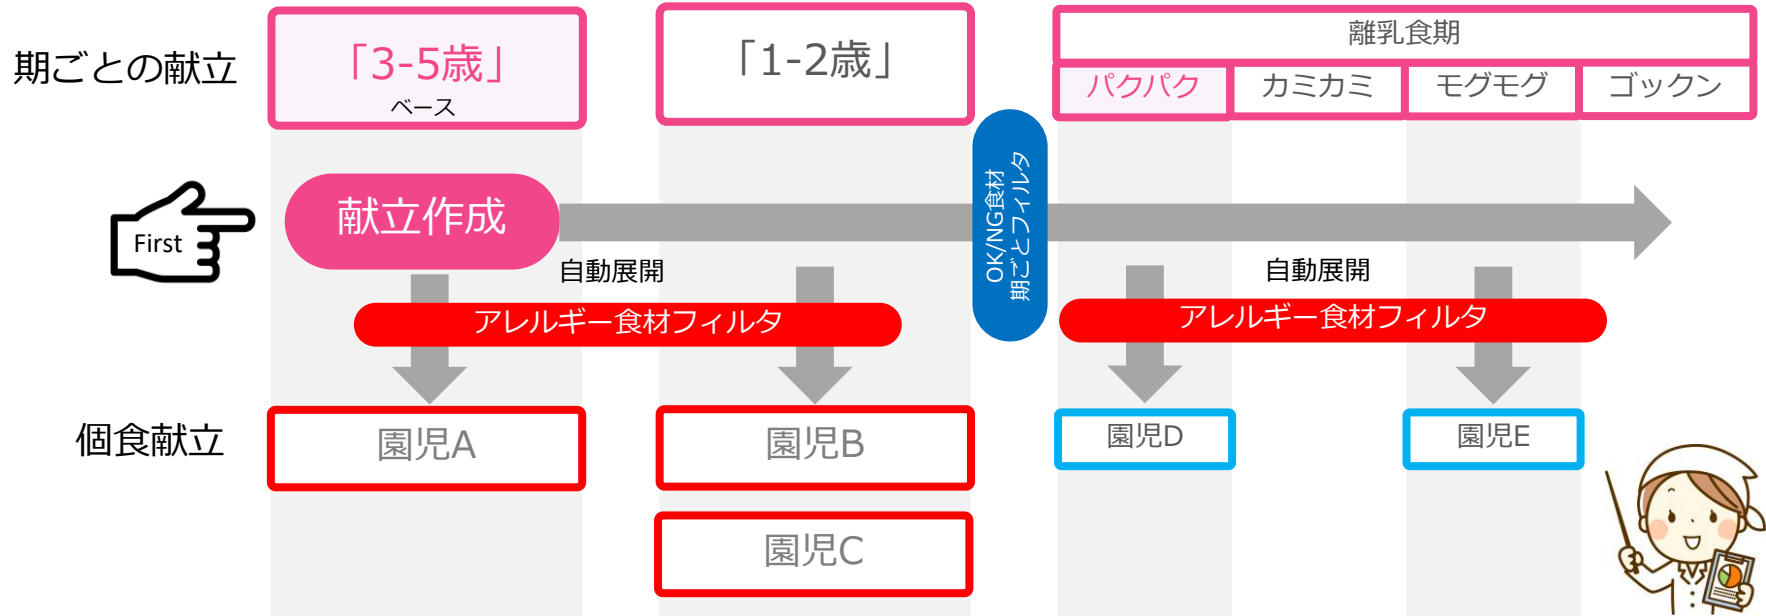 期ごとの献立
「3-5歳」
ベース
「1-2歳」
離乳食期
パクパク
カミカミ
モグモグ
ゴックン
First
献立作成
OK/NG食材
期ごとフィルタ
自動展開
自動展開
アレルギー食材フィルタ
アレルギー食材フィルタ
個食献立
園児A
園児B
園児D
園児E
園児C